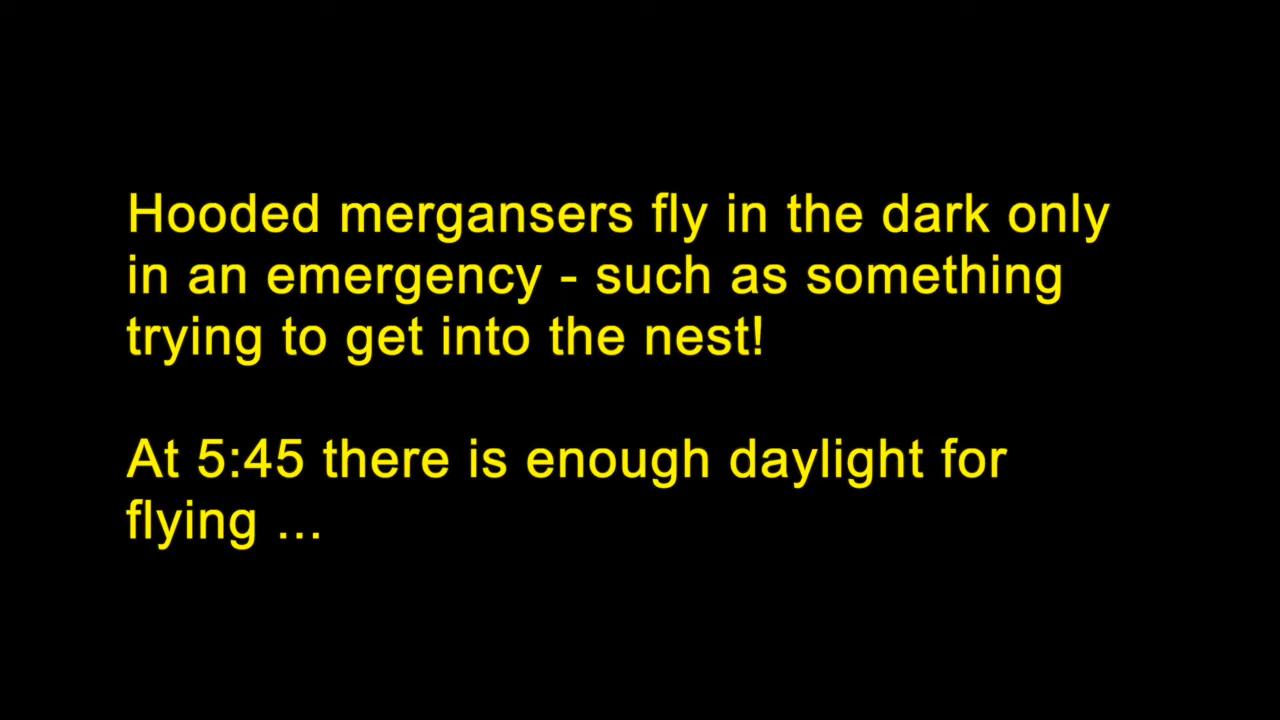 Hooded mergansers fly in the dark only
in an emergency - such as something
trying to get into the nest!
At 5:45 there is enough daylight for
flying ...